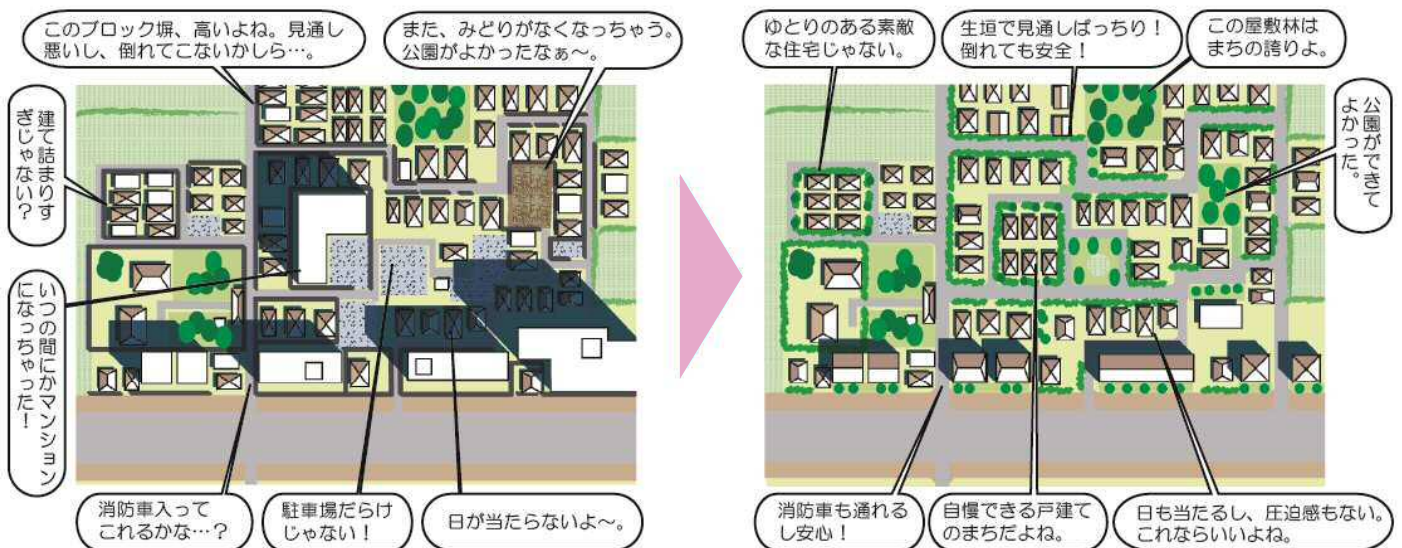 このブロック塀、高いよね。見通し
悪いし、倒れてこないかしら…。
また、みどりがなくなっちゃう。
公園がよかったなぁ～。
建て詰まりす
ぎじゃない？
いつの間にかマンション
になっちゃった！
消防車入って
これるかな…？
駐車場だらけ
じゃない！
日が当たらないよ～。
ゆとりのある素敵
な住宅じゃない。
生垣で見通しばっちり！
倒れても安全！
この屋敷林は
まちの誇りよ。
公園ができて
よかった。
消防車も通れる
し安心！
自慢できる戸建て
のまちだよね。
日も当たるし、圧迫感もない。
これならいいよね。